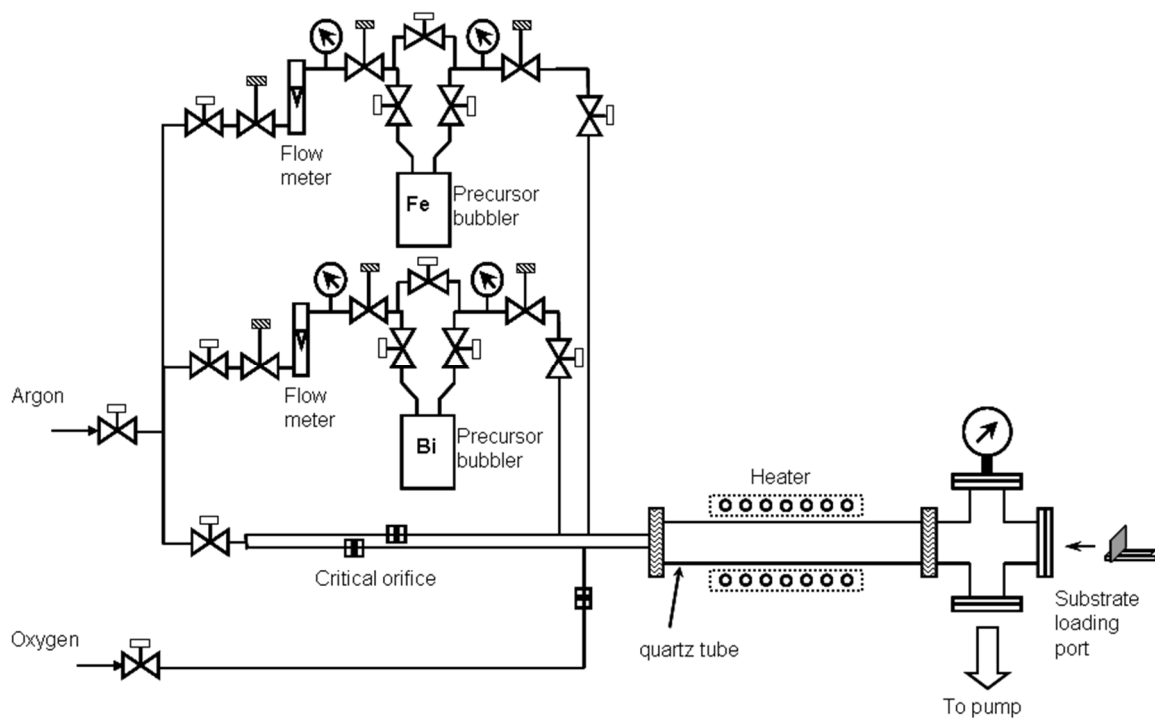 Flow
meter
Fe
Precursor
bubbler
Flow
meter
Bi
Precursor
bubbler
Argon
Heater
Critical orifice
Oxygen
quartz tube
Substrate
loading
port
To pump